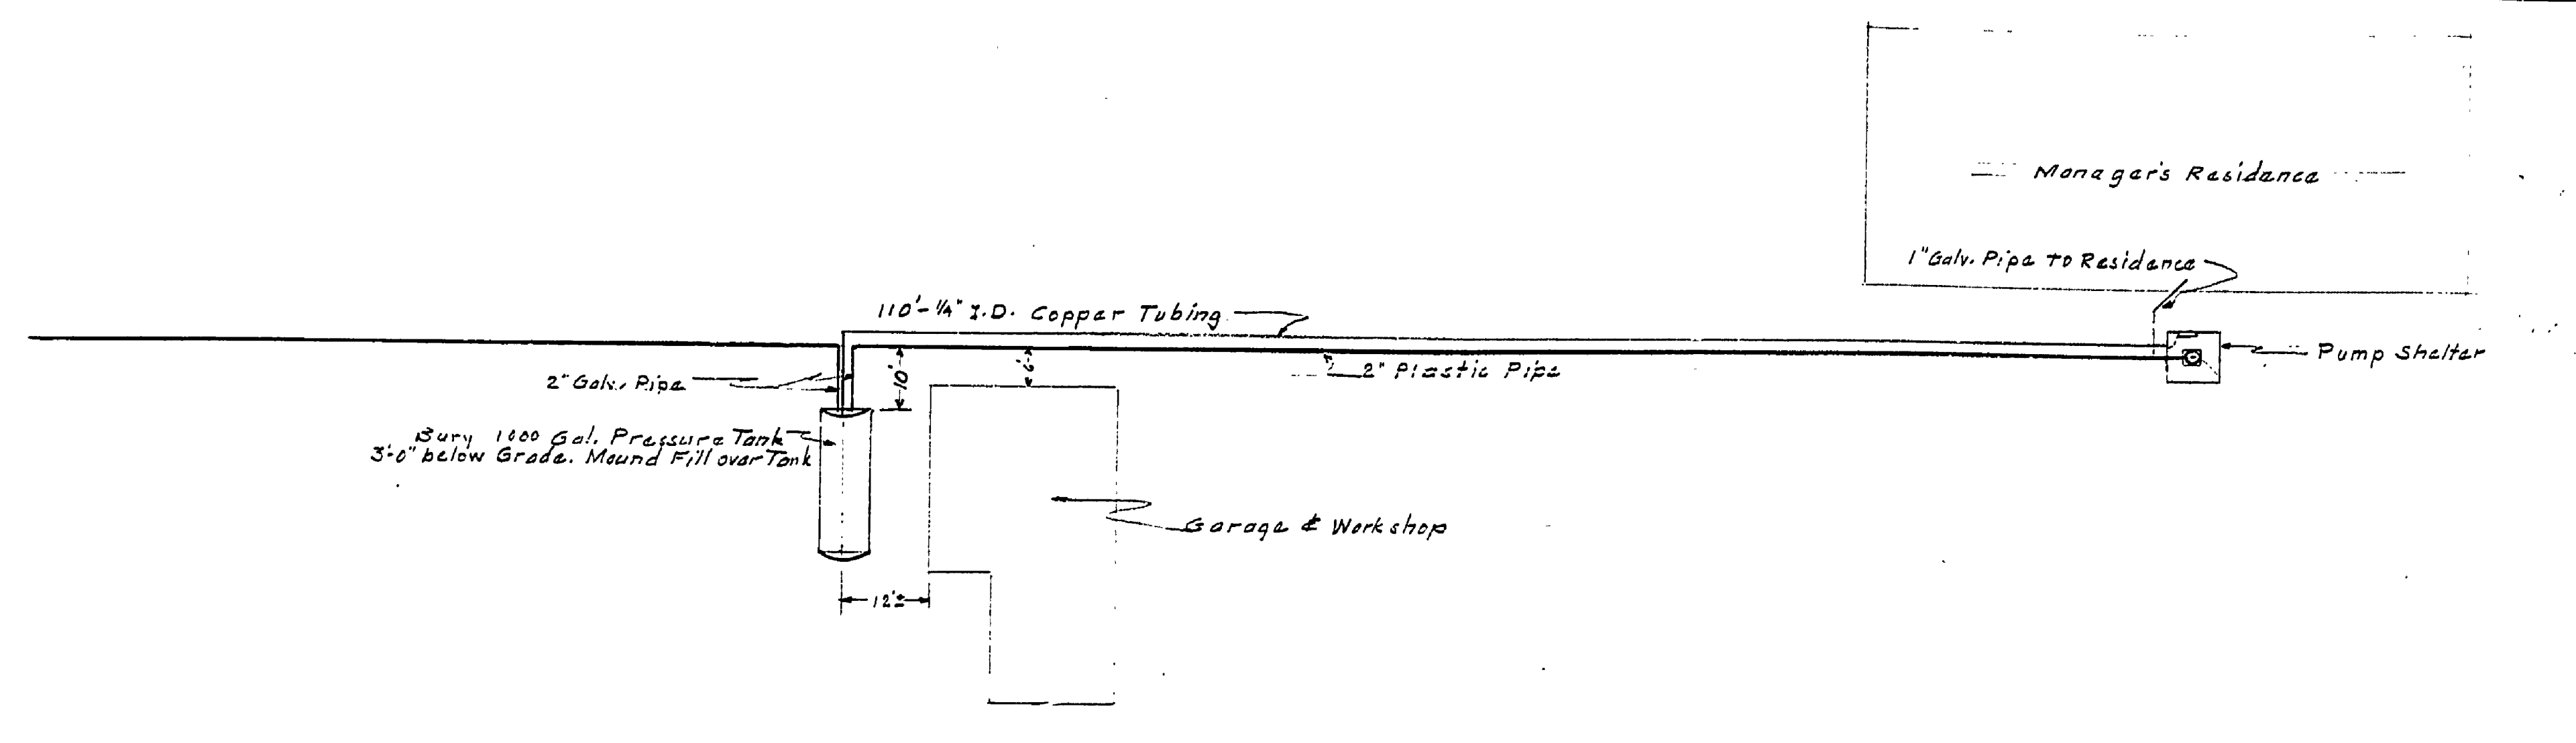 Manager's Residence
1" Galv. Pipe to Residence
110'-1/4" I.D. Copper Tubing
Pump Shelter
2" Galv. Pipe
10'
6'
2" Plastic Pipe
Bury 1000 Gal. Pressure Tank
3'-0" below Grade. Mound Fill over Tank
Garage & Workshop
12'±